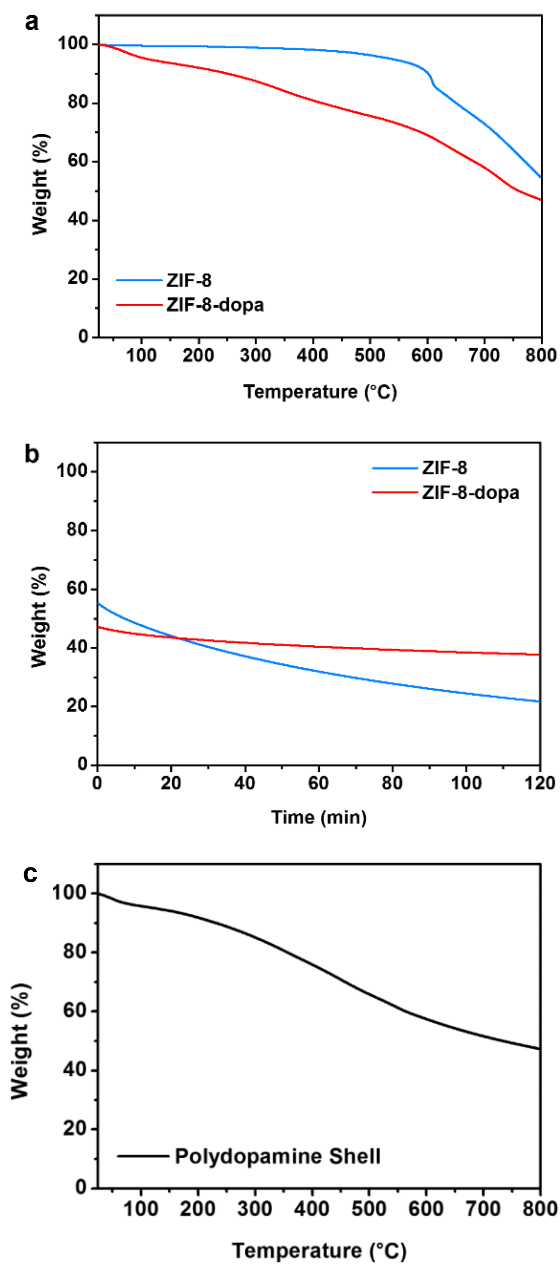 a
100
80
60
40
20
0
Weight (%)
ZIF-8
ZIF-8-dopa
100 200 300 400 500 600 700 800
Temperature (°C)
b
100
80
60
40
20
0
Weight (%)
ZIF-8
ZIF-8-dopa
0 20 40 60 80 100 120
Time (min)
c
100
80
60
40
20
0
Weight (%)
Polydopamine Shell
100 200 300 400 500 600 700 800
Temperature (°C)